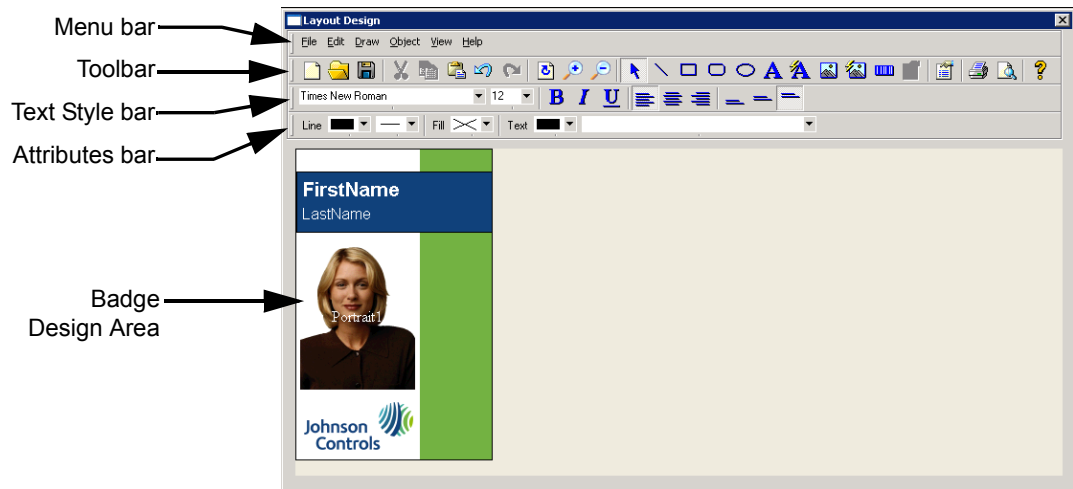 Menu bar
Toolbar
Text Style bar
Attributes bar
Badge
Design Area
Layout Design
File Edit Draw Object View Help
Times New Roman 12 B I U
Line Fill Text
FirstName
LastName
Portrait1
Johnson
Controls